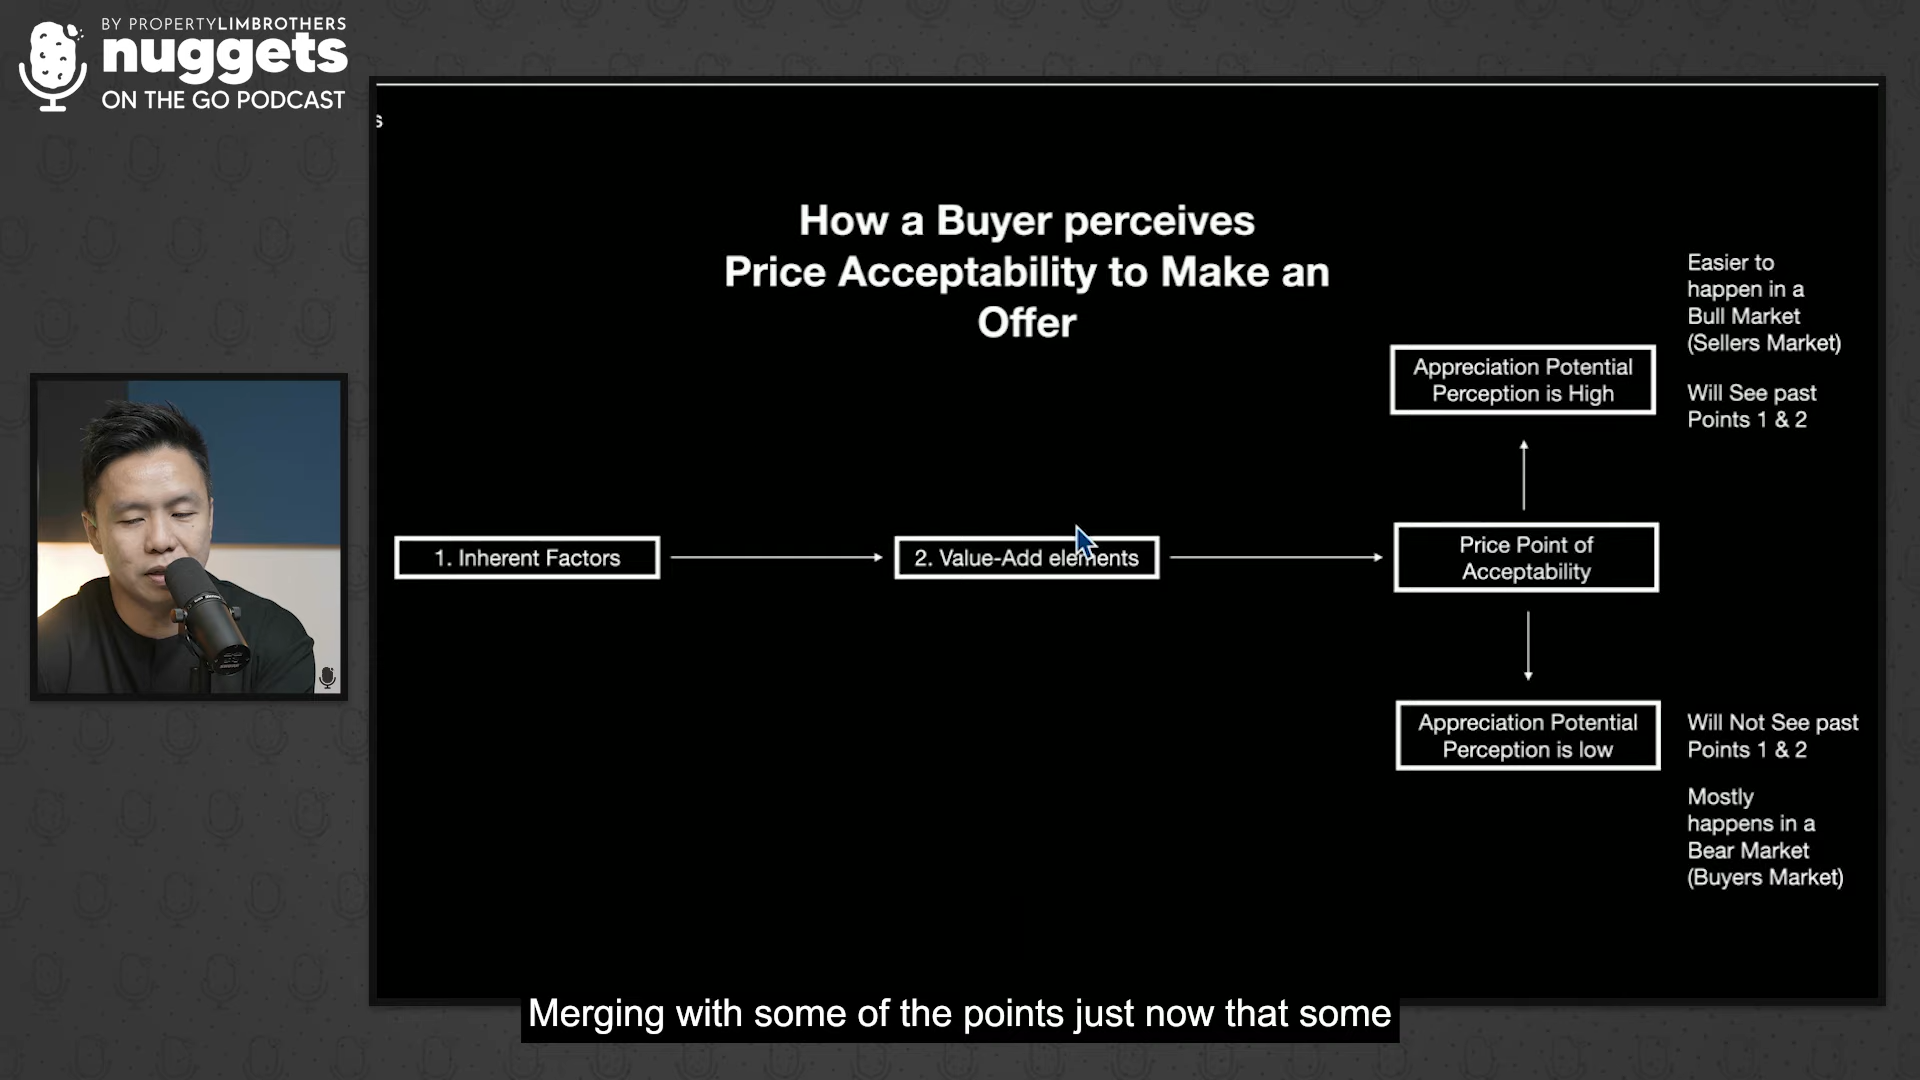 BY PROPERTYLIMBROTHERS
nuggets
ON THE GO PODCAST
s
How a Buyer perceives
Price Acceptability to Make an
Offer
Easier to
happen in a
Bull Market
(Sellers Market)
Will See past
Points 1 & 2
Appreciation Potential
Perception is High
1. Inherent Factors
2. Value-Add elements
Price Point of
Acceptability
Appreciation Potential
Perception is low
Will Not See past
Points 1 & 2
Mostly
happens in a
Bear Market
(Buyers Market)
Merging with some of the points just now that some